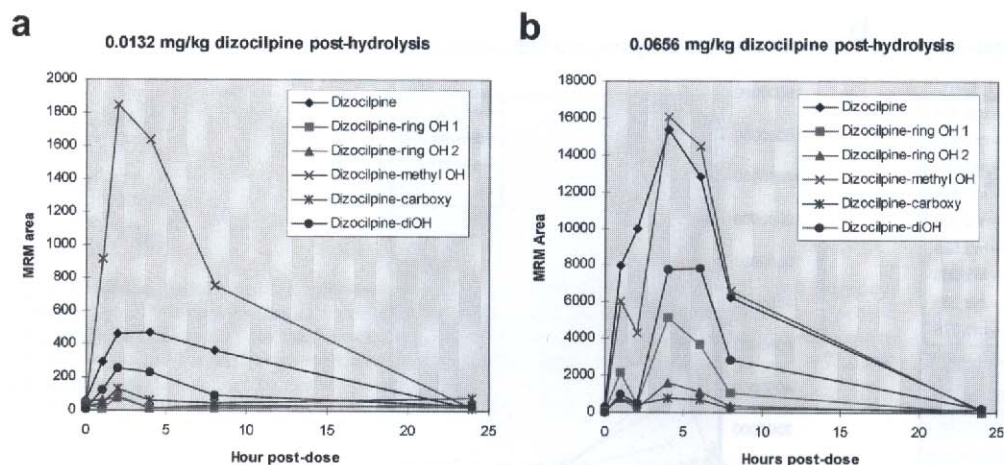 a
0.0132 mg/kg dizocilpine post-hydrolysis
2000
1800
1600
1400
1200
1000
800
600
400
200
0
MRM area
0
5
10
15
20
25
Hour post-dose
Dizocilpine
Dizocilpine-ring OH 1
Dizocilpine-ring OH 2
Dizocilpine-methyl OH
Dizocilpine-carboxy
Dizocilpine-diOH
b
0.0656 mg/kg dizocilpine post-hydrolysis
18000
16000
14000
12000
10000
8000
6000
4000
2000
0
MRM Area
0
5
10
15
20
25
Hours post-dose
Dizocilpine
Dizocilpine-ring OH 1
Dizocilpine-ring OH 2
Dizocilpine-methyl OH
Dizocilpine-carboxy
Dizocilpine-diOH